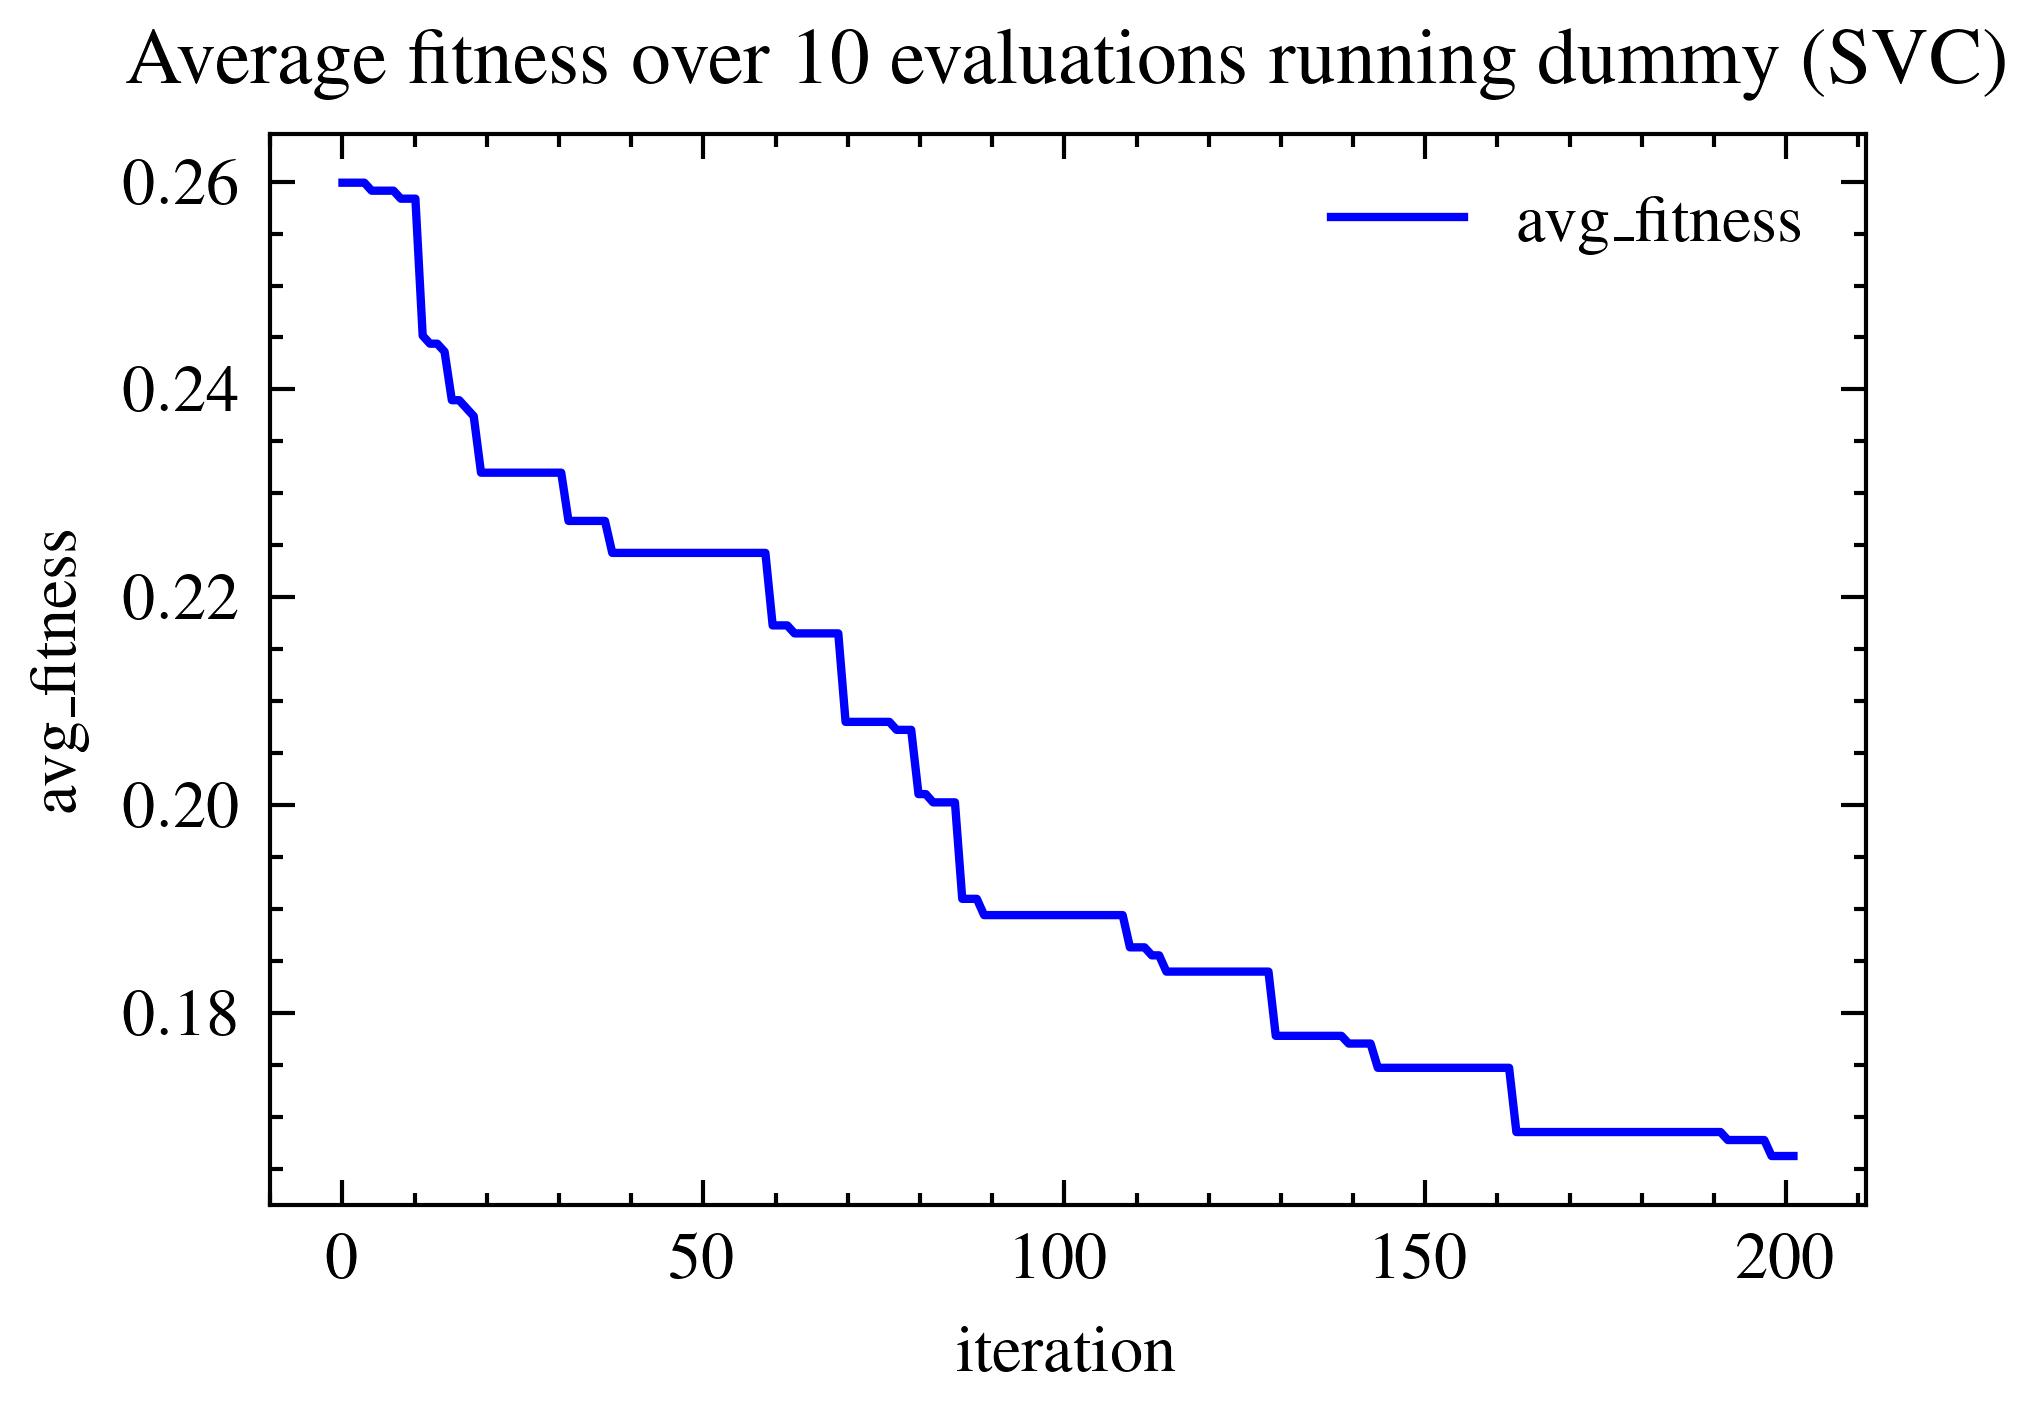 Average fitness over 10 evaluations running dummy (SVC)
avg_fitness
0.26
0.24
0.22
0.20
0.18
avg_fitness
0 50 100 150 200
iteration